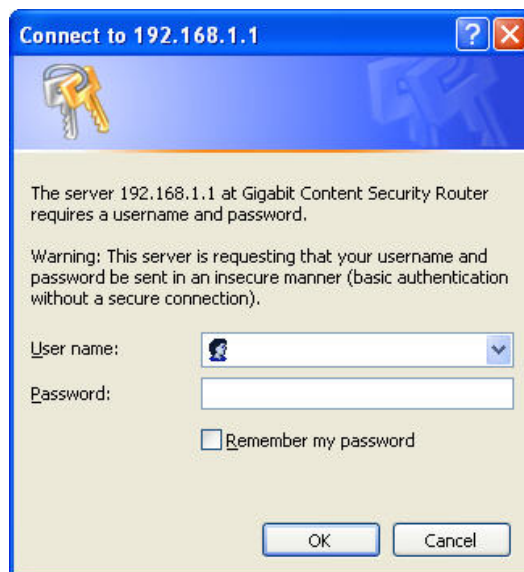 Connect to 192.168.1.1
The server 192.168.1.1 at Gigabit Content Security Router
requires a username and password.
Warning: This server is requesting that your username and
password be sent in an insecure manner (basic authentication
without a secure connection).
User name:
Password:
Remember my password
OK Cancel